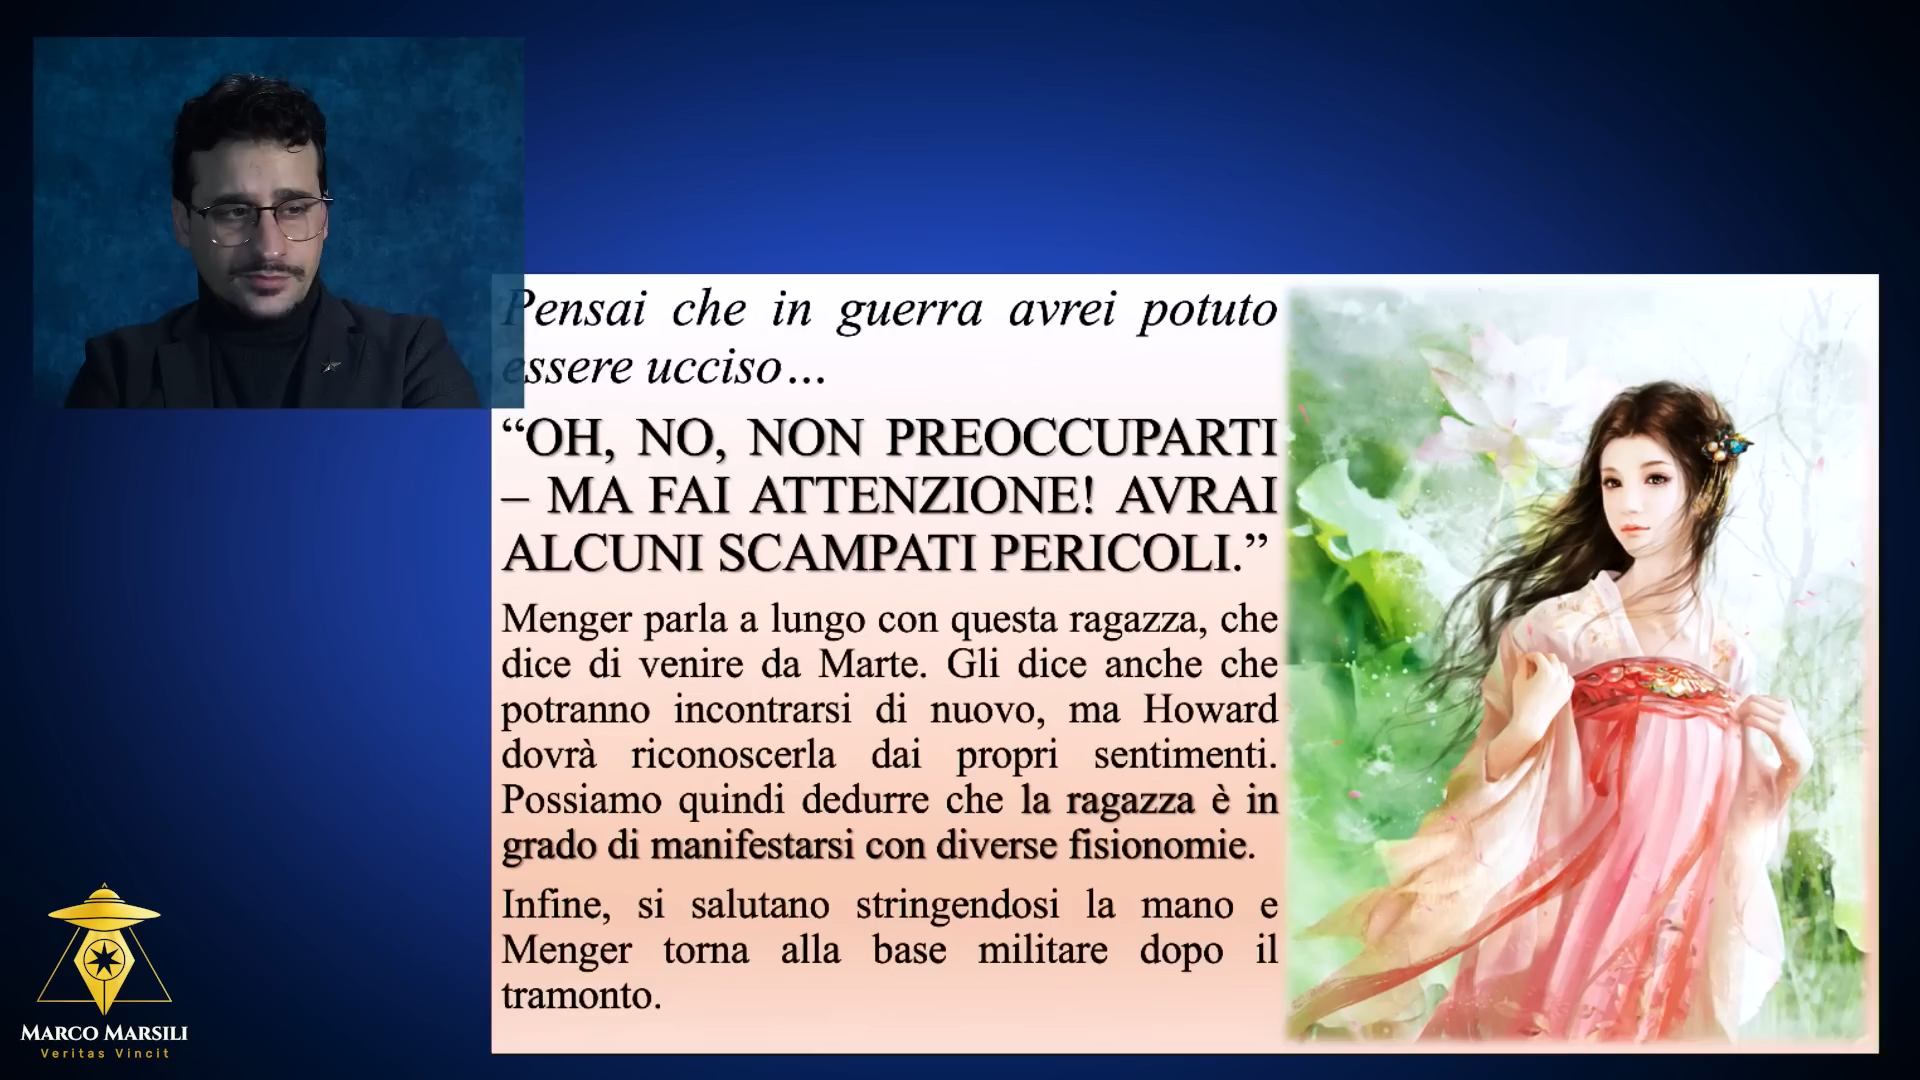 Pensai che in guerra avrei potuto
essere ucciso…
“OH, NO, NON PREOCCUPARTI
– MA FAI ATTENZIONE! AVRAI
ALCUNI SCAMPATI PERICOLI.”
Menger parla a lungo con questa ragazza, che
dice di venire da Marte. Gli dice anche che
potranno incontrarsi di nuovo, ma Howard
dovrà riconoscerla dai propri sentimenti.
Possiamo quindi dedurre che la ragazza è in
grado di manifestarsi con diverse fisionomie.
Infine, si salutano stringendosi la mano e
Menger torna alla base militare dopo il
tramonto.
MARCO MARSILI
Veritas Vincit